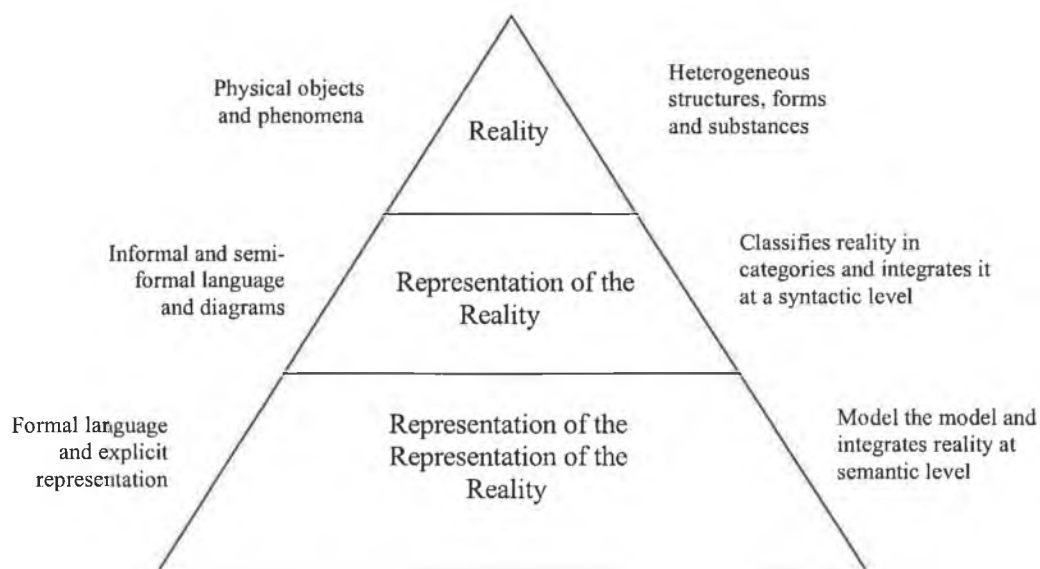 Physical objects
and phenomena
Reality
Heterogeneous
structures, forms
and substances
Informal and semi-
formal language
and diagrams
Representation of the
Reality
Classifies reality in
categories and integrates it
at a syntactic level
Formal language
and explicit
representation
Representation of the
Representation of the
Reality
Model the model and
integrates reality at
semantic level